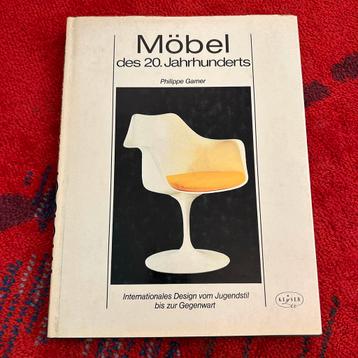 Möbel
des 20. Jahrhunderts
Philippe Garner
Internationales Design vom Jugendstil
bis zur Gegenwart